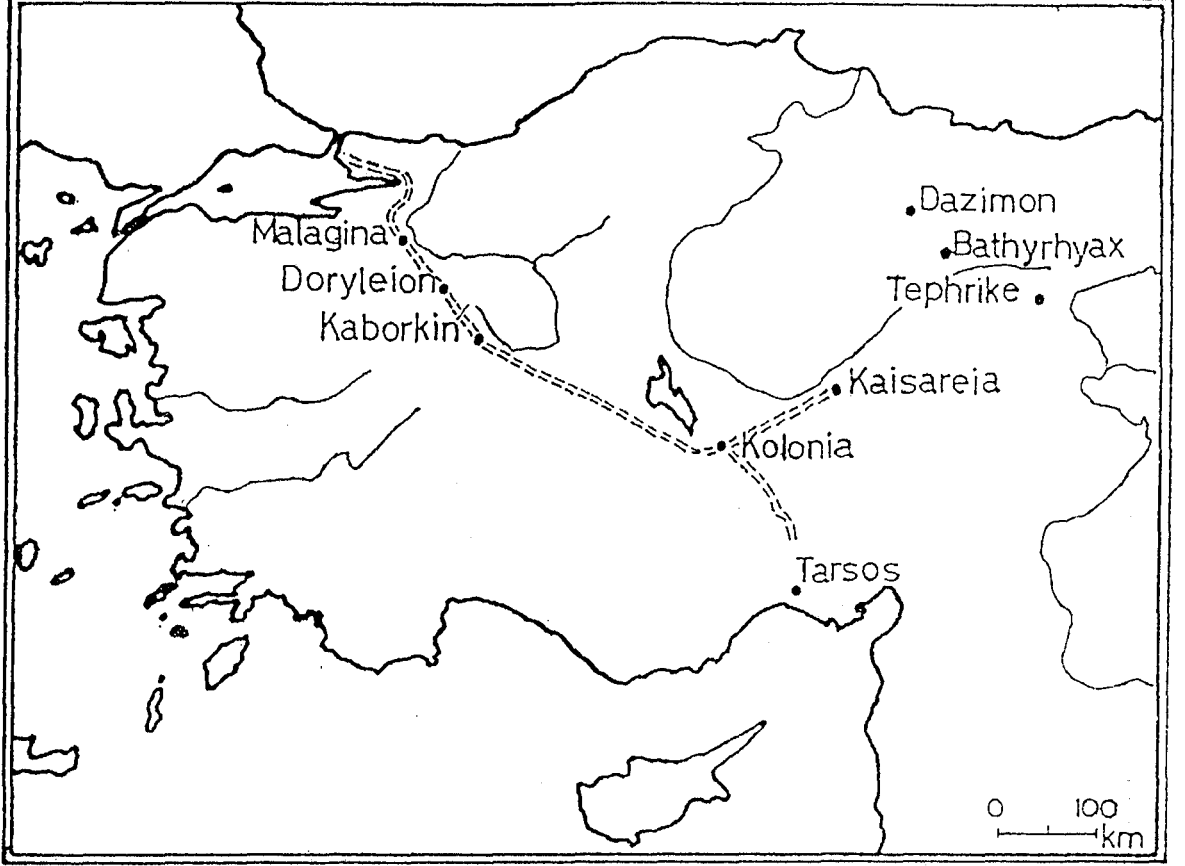 Dazimon
Malagina
Bathyrhyax
Doryleion
Tephrike
Kaborkin
Kaisareia
Kolonia
Tarsos
0 100
km